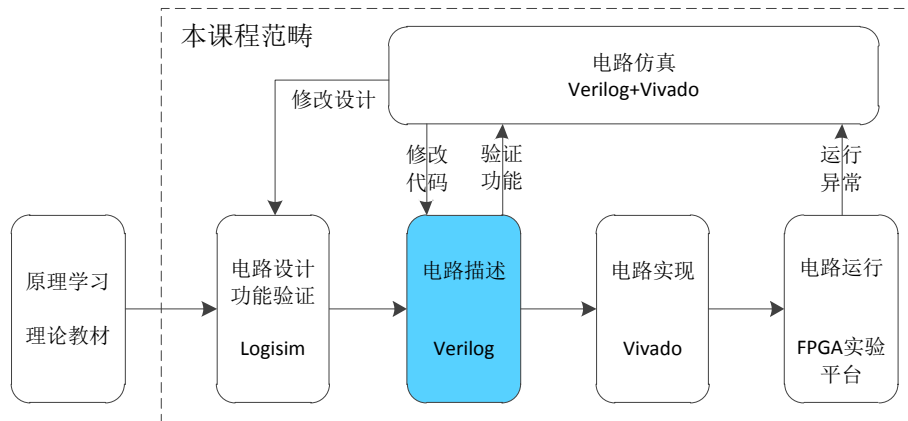 本课程范畴
电路仿真
Verilog+Vivado
修改设计
修改
代码
验证
功能
运行
异常
原理学习
理论教材
电路设计
功能验证
Logisim
电路描述
Verilog
电路实现
Vivado
电路运行
FPGA实验
平台